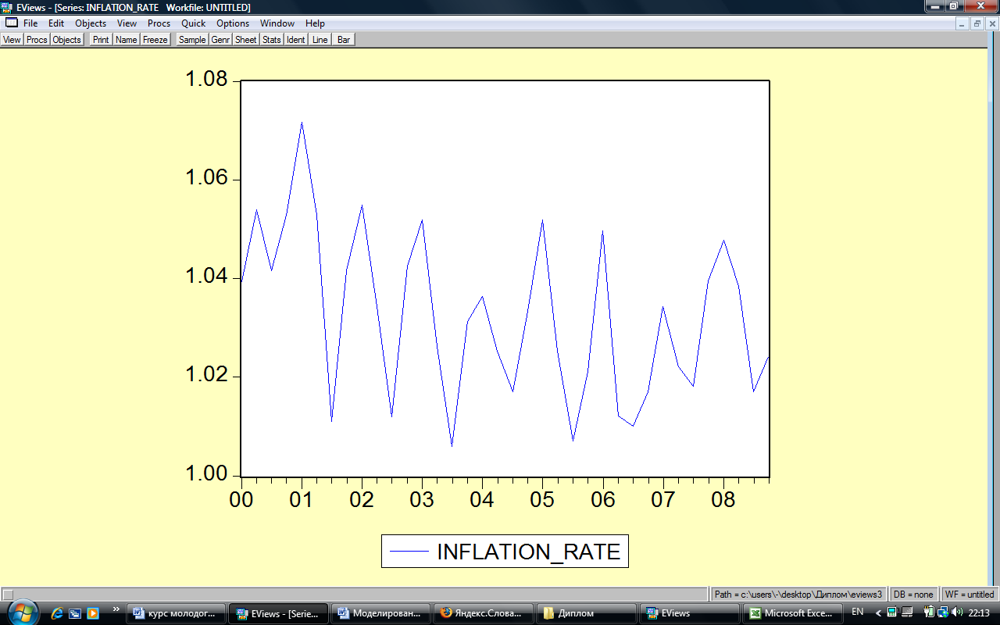 EViews - [Series: INFLATION_RATE   Workfile: UNTITLED]
File Edit Objects View Procs Quick Options Window Help
View Procs Objects Print Name Freeze Sample Genr Sheet Stats Ident Line Bar
1.08
1.06
1.04
1.02
1.00
00 01 02 03 04 05 06 07 08
INFLATION_RATE
Path = c:\users\-\desktop\Диплом\eviews3 DB = none WF = untitled
» курс молодог... EViews - [Serie... Моделирован... Яндекс.Слова... Диплом EViews Microsoft Exce... EN 22:13